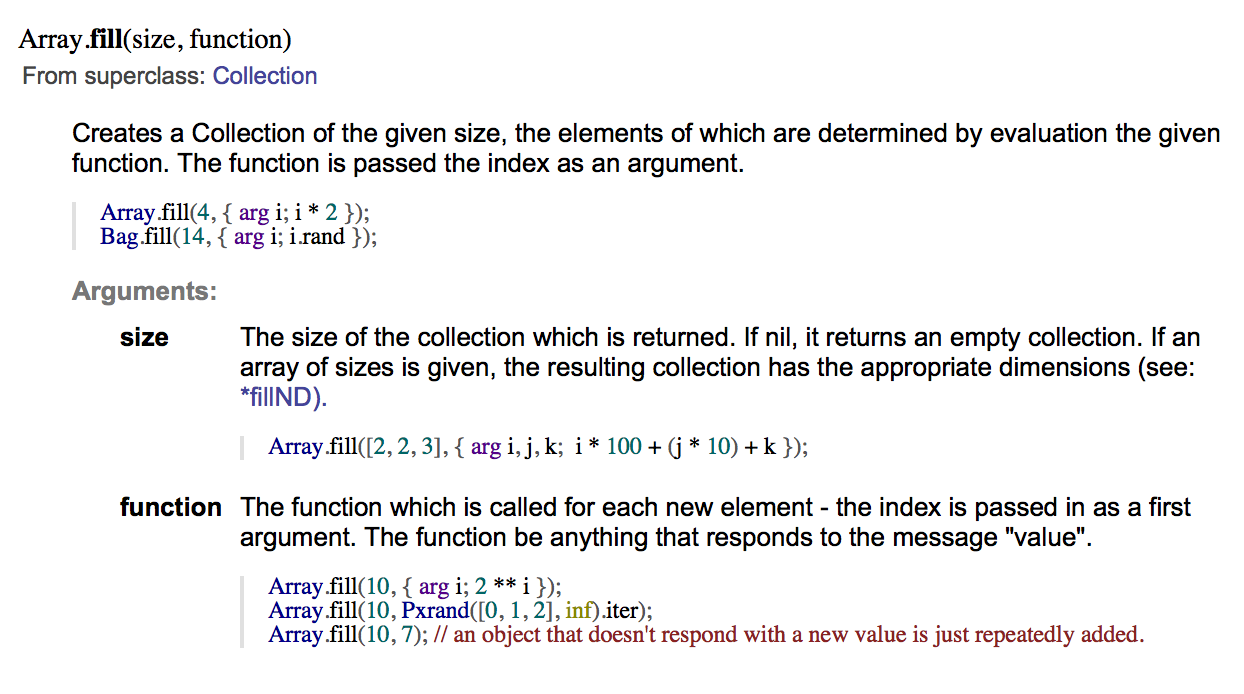 Array.fill(size, function)
From superclass: Collection
Creates a Collection of the given size, the elements of which are determined by evaluation the given
function. The function is passed the index as an argument.
Array.fill(4, { arg i; i * 2 });
Bag.fill(14, { arg i; i.rand });
Arguments:
size The size of the collection which is returned. If nil, it returns an empty collection. If an
array of sizes is given, the resulting collection has the appropriate dimensions (see:
*fillND).
Array.fill([2, 2, 3], { arg i, j, k;  i * 100 + (j * 10) + k });
function The function which is called for each new element - the index is passed in as a first
argument. The function be anything that responds to the message "value".
Array.fill(10, { arg i; 2 ** i });
Array.fill(10, Pxrand([0, 1, 2], inf).iter);
Array.fill(10, 7); // an object that doesn't respond with a new value is just repeatedly added.